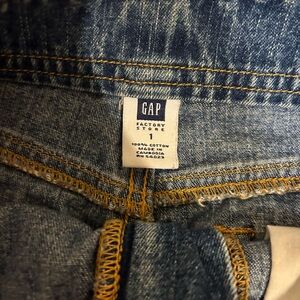 GAP
FACTORY
STORE
1
100% COTTON
MADE IN
CAMBODIA
RN 54023